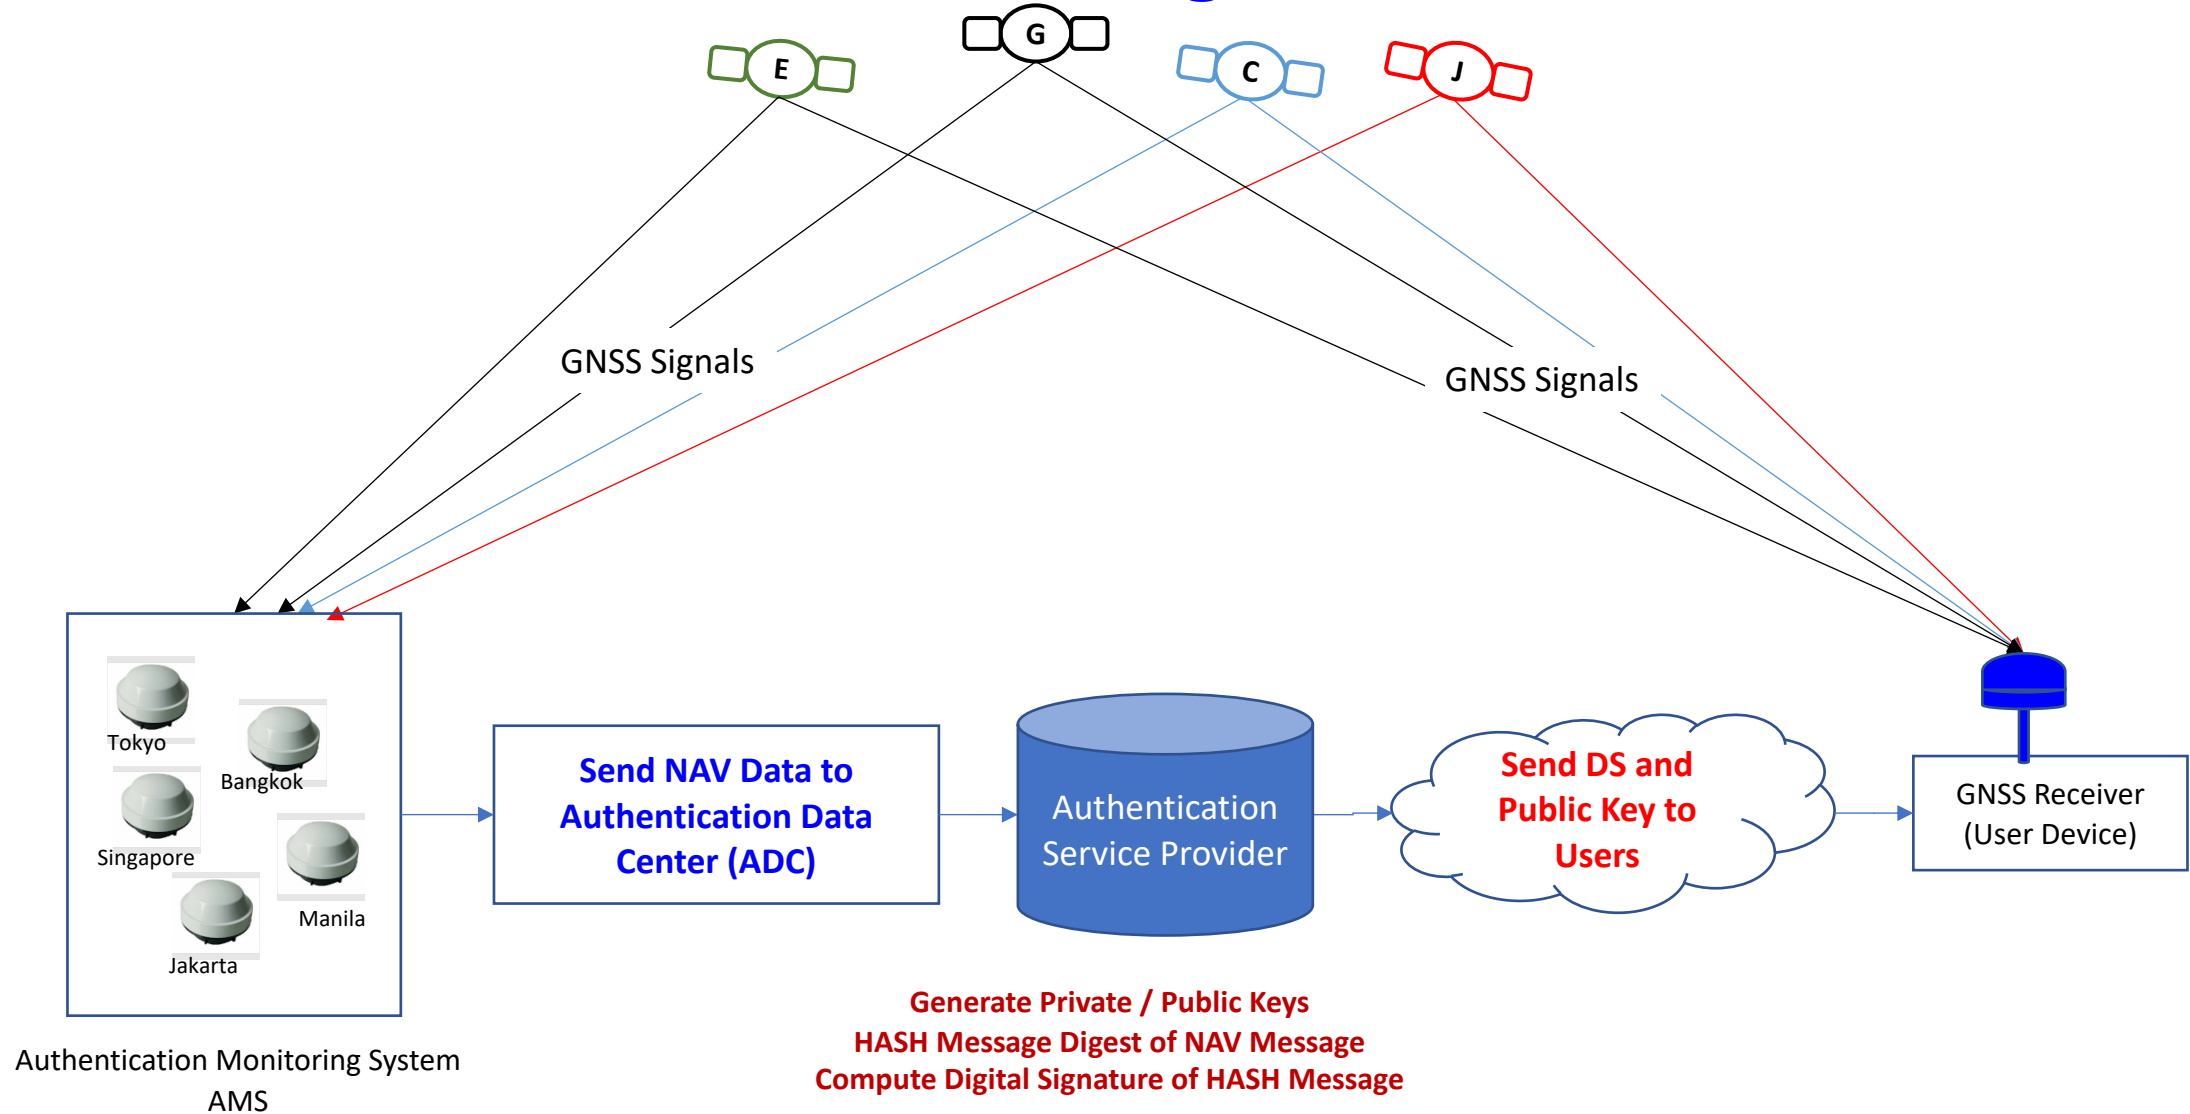 E
G
C
J
GNSS Signals
GNSS Signals
Tokyo
Bangkok
Singapore
Manila
Jakarta
Send NAV Data to
Authentication Data
Center (ADC)
Authentication
Service Provider
Send DS and
Public Key to
Users
GNSS Receiver
(User Device)
Authentication Monitoring System
AMS
Generate Private / Public Keys
HASH Message Digest of NAV Message
Compute Digital Signature of HASH Message